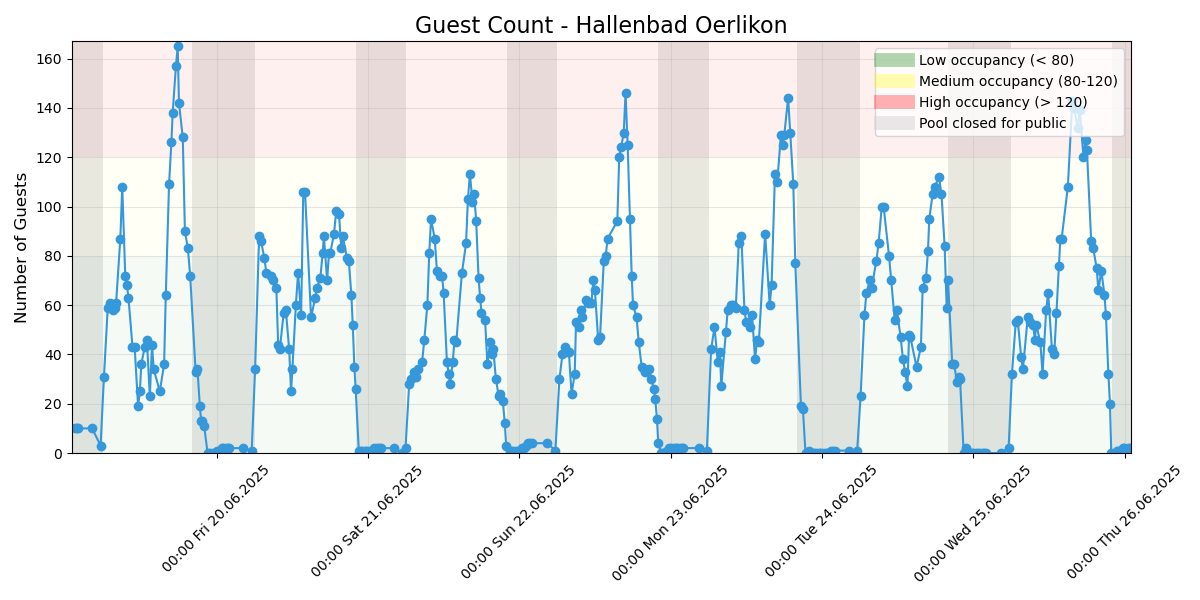 Guest Count - Hallenbad Oerlikon
Number of Guests
160
140
120
100
80
60
40
20
0
Low occupancy (< 80)
Medium occupancy (80-120)
High occupancy (> 120)
Pool closed for public
00:00 Fri 20.06.2025
00:00 Sat 21.06.2025
00:00 Sun 22.06.2025
00:00 Mon 23.06.2025
00:00 Tue 24.06.2025
00:00 Wed 25.06.2025
00:00 Thu 26.06.2025